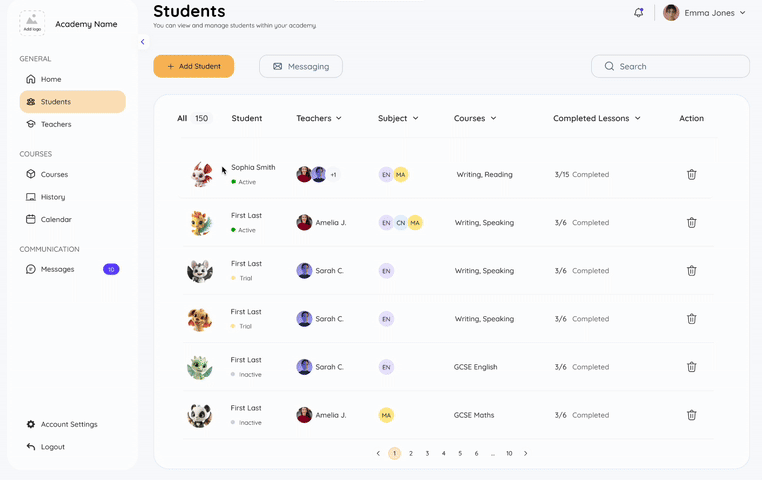 Add logo
Academy Name
GENERAL
Home
Students
Teachers
COURSES
Courses
History
Calendar
COMMUNICATION
Messages 10
Account Settings
Logout
Students
You can view and manage students within your academy
Emma Jones
+ Add Student
Messaging
Search
All 150 Student Teachers Subject Courses Completed Lessons Action
Sophia Smith
Active
+1 EN MA Writing, Reading 3/15 Completed
First Last
Active
Amelia J. EN CN MA Writing, Speaking 3/6 Completed
First Last
Trial
Sarah C. EN Writing, Speaking 3/6 Completed
First Last
Trial
Sarah C. EN Writing, Speaking 3/6 Completed
First Last
Inactive
Sarah C. EN GCSE English 3/6 Completed
First Last
Inactive
Amelia J. MA GCSE Maths 3/6 Completed
< 1 2 3 4 5 6 ... 10 >